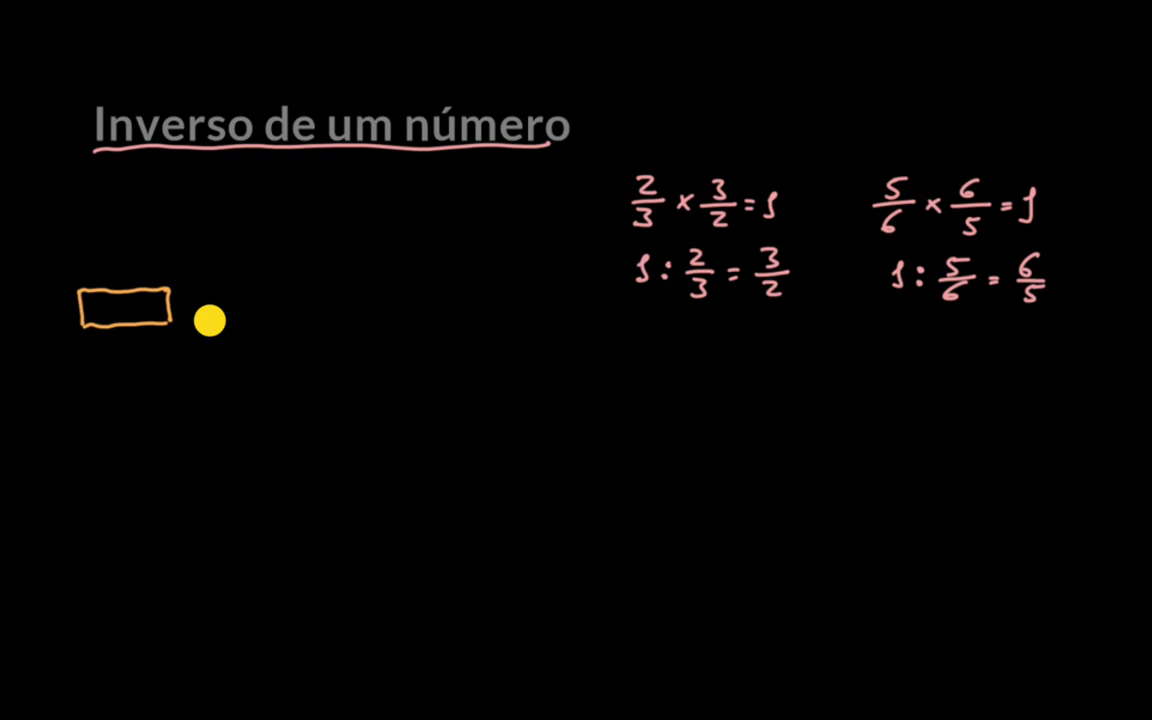 Inverso de um número
2/3 × 3/2 = 1
5/6 × 6/5 = 1
1 : 2/3 = 3/2
1 : 5/6 = 6/5